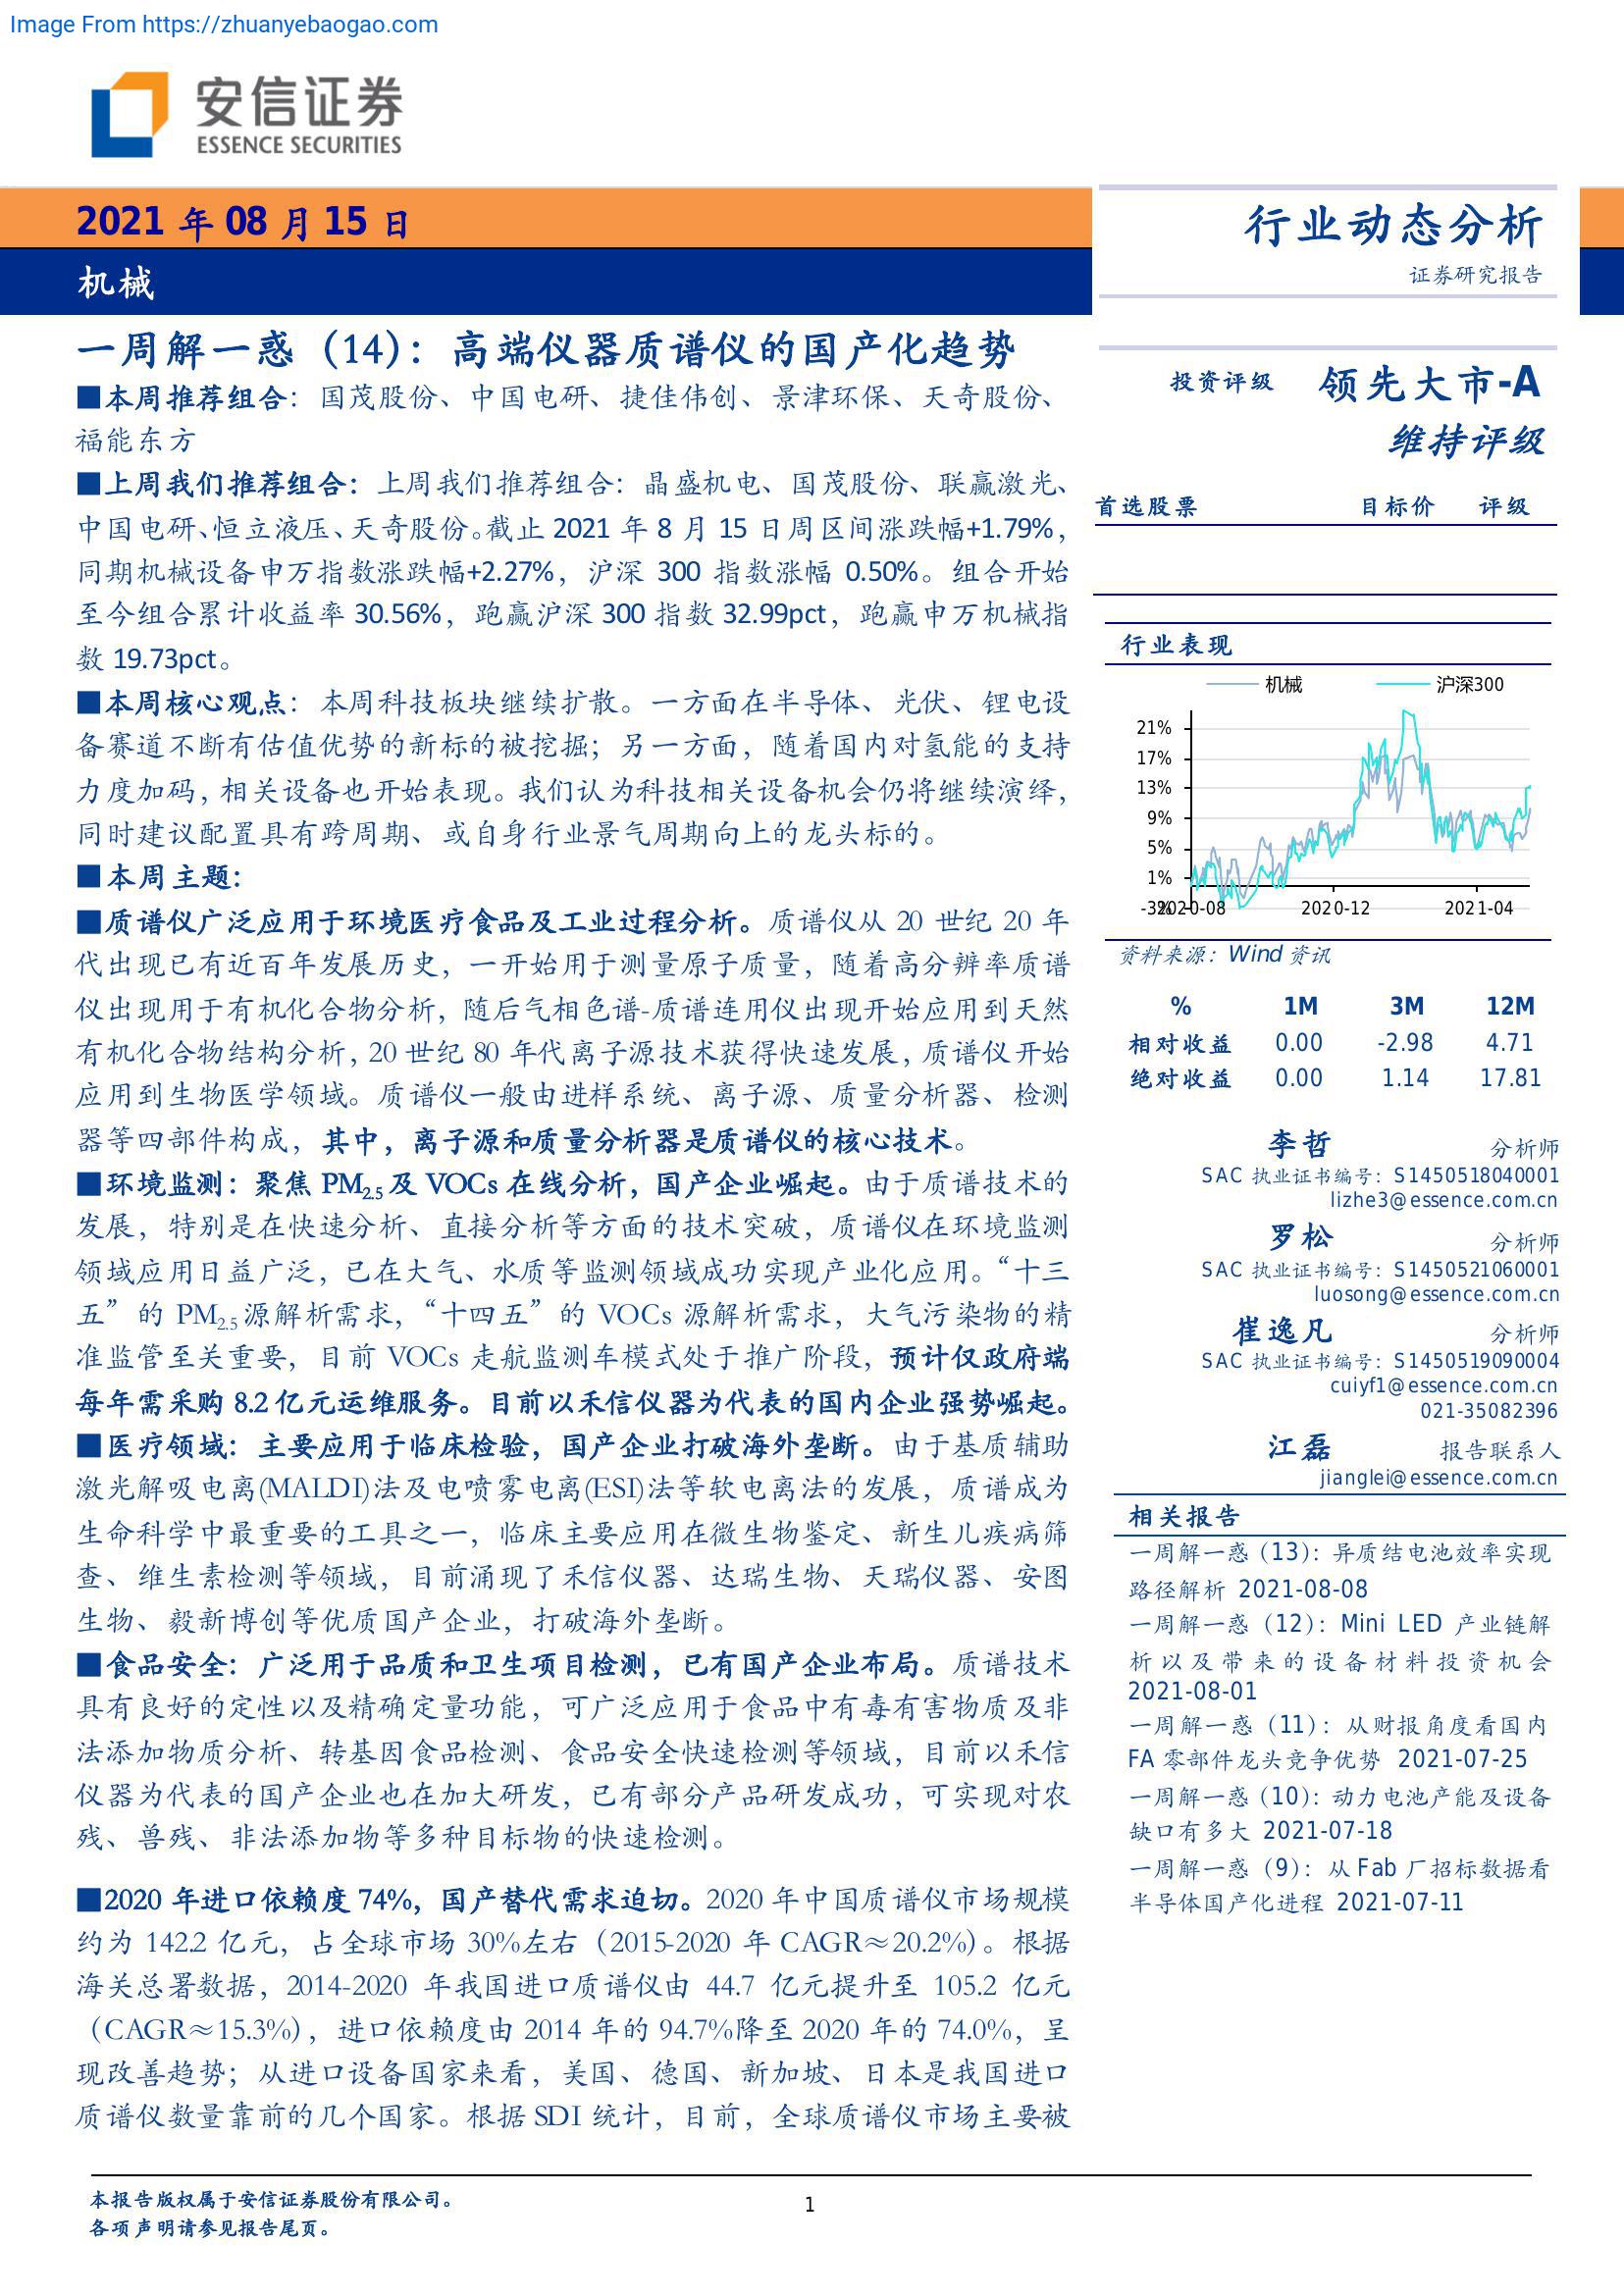 Image From https://zhuanyebaogao.com
安信证券
ESSENCE SECURITIES
2021 年 08 月 15 日
机械
行业动态分析
证券研究报告
一周解一惑（14）：高端仪器质谱仪的国产化趋势
■本周推荐组合：国茂股份、中国电研、捷佳伟创、景津环保、天奇股份、
福能东方
■上周我们推荐组合：上周我们推荐组合：晶盛机电、国茂股份、联赢激光、
中国电研、恒立液压、天奇股份。截止 2021 年 8 月 15 日周区间涨跌幅+1.79%，
同期机械设备申万指数涨跌幅+2.27%，沪深 300 指数涨幅 0.50%。组合开始
至今组合累计收益率 30.56%，跑赢沪深 300 指数 32.99pct，跑赢申万机械指
数 19.73pct。
■本周核心观点：本周科技板块继续扩散。一方面在半导体、光伏、锂电设
备赛道不断有估值优势的新标的被挖掘；另一方面，随着国内对氢能的支持
力度加码，相关设备也开始表现。我们认为科技相关设备机会仍将继续演绎，
同时建议配置具有跨周期、或自身行业景气周期向上的龙头标的。
■本周主题：
■质谱仪广泛应用于环境医疗食品及工业过程分析。质谱仪从 20 世纪 20 年
代出现已有近百年发展历史，一开始用于测量原子质量，随着高分辨率质谱
仪出现用于有机化合物分析，随后气相色谱-质谱连用仪出现开始应用到天然
有机化合物结构分析，20 世纪 80 年代离子源技术获得快速发展，质谱仪开始
应用到生物医学领域。质谱仪一般由进样系统、离子源、质量分析器、检测
器等四部件构成，其中，离子源和质量分析器是质谱仪的核心技术。
■环境监测：聚焦 PM2.5 及 VOCs 在线分析，国产企业崛起。由于质谱技术的
发展，特别是在快速分析、直接分析等方面的技术突破，质谱仪在环境监测
领域应用日益广泛，已在大气、水质等监测领域成功实现产业化应用。“十三
五”的 PM2.5 源解析需求，“十四五”的 VOCs 源解析需求，大气污染物的精
准监管至关重要，目前 VOCs 走航监测车模式处于推广阶段，预计仅政府端
每年需采购 8.2 亿元运维服务。目前以禾信仪器为代表的国内企业强势崛起。
■医疗领域：主要应用于临床检验，国产企业打破海外垄断。由于基质辅助
激光解吸电离(MALDI)法及电喷雾电离(ESI)法等软电离法的发展，质谱成为
生命科学中最重要的工具之一，临床主要应用在微生物鉴定、新生儿疾病筛
查、维生素检测等领域，目前涌现了禾信仪器、达瑞生物、天瑞仪器、安图
生物、毅新博创等优质国产企业，打破海外垄断。
■食品安全：广泛用于品质和卫生项目检测，已有国产企业布局。质谱技术
具有良好的定性以及精确定量功能，可广泛应用于食品中有毒有害物质及非
法添加物质分析、转基因食品检测、食品安全快速检测等领域，目前以禾信
仪器为代表的国产企业也在加大研发，已有部分产品研发成功，可实现对农
残、兽残、非法添加物等多种目标物的快速检测。
■2020 年进口依赖度 74%，国产替代需求迫切。2020 年中国质谱仪市场规模
约为 142.2 亿元，占全球市场 30%左右（2015-2020 年 CAGR≈20.2%）。根据
海关总署数据，2014-2020 年我国进口质谱仪由 44.7 亿元提升至 105.2 亿元
（CAGR≈15.3%），进口依赖度由 2014 年的 94.7%降至 2020 年的 74.0%，呈
现改善趋势；从进口设备国家来看，美国、德国、新加坡、日本是我国进口
质谱仪数量靠前的几个国家。根据 SDI 统计，目前，全球质谱仪市场主要被
投资评级 领先大市-A
维持评级
首选股票 目标价 评级
行业表现
机械 沪深300
21%
17%
13%
9%
5%
1%
-3%
2020-08 2020-12 2021-04
资料来源：Wind 资讯
% 1M 3M 12M
相对收益 0.00 -2.98 4.71
绝对收益 0.00 1.14 17.81
李哲 分析师
SAC 执业证书编号：S1450518040001
lizhe3@essence.com.cn
罗松 分析师
SAC 执业证书编号：S1450521060001
luosong@essence.com.cn
崔逸凡 分析师
SAC 执业证书编号：S1450519090004
cuiyf1@essence.com.cn
021-35082396
江磊 报告联系人
jianglei@essence.com.cn
相关报告
一周解一惑（13）：异质结电池效率实现
路径解析 2021-08-08
一周解一惑（12）：Mini LED 产业链解
析以及带来的设备材料投资机会
2021-08-01
一周解一惑（11）：从财报角度看国内
FA 零部件龙头竞争优势 2021-07-25
一周解一惑（10）：动力电池产能及设备
缺口有多大 2021-07-18
一周解一惑（9）：从 Fab 厂招标数据看
半导体国产化进程 2021-07-11
本报告版权属于安信证券股份有限公司。
各项声明请参见报告尾页。
1